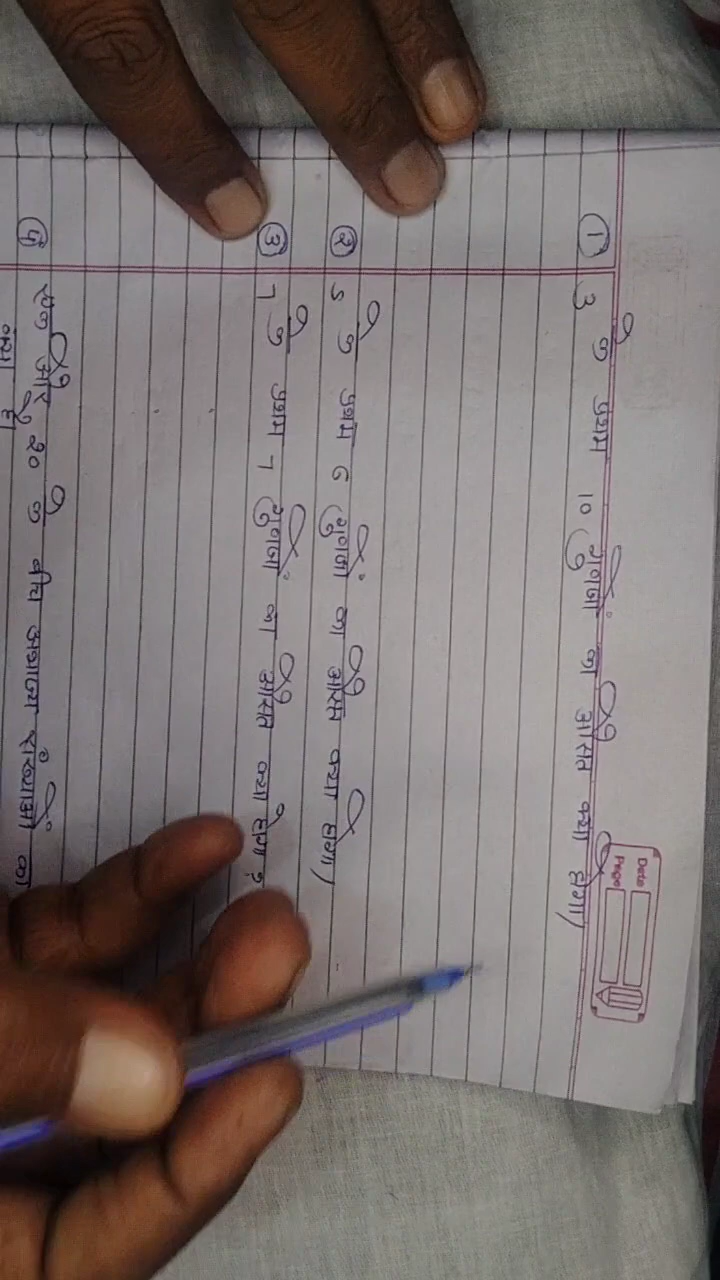 Date
Page
① 3 के प्रथम 10 गुणजों का औसत क्या होगा,
② 5 के प्रथम 6 गुणजों का औसत क्या होगा,
③ 7 के प्रथम 7 गुणजों का औसत क्या होगा ?
④ एक और २० के बीच अभाज्य संख्याओं का
क्या है।